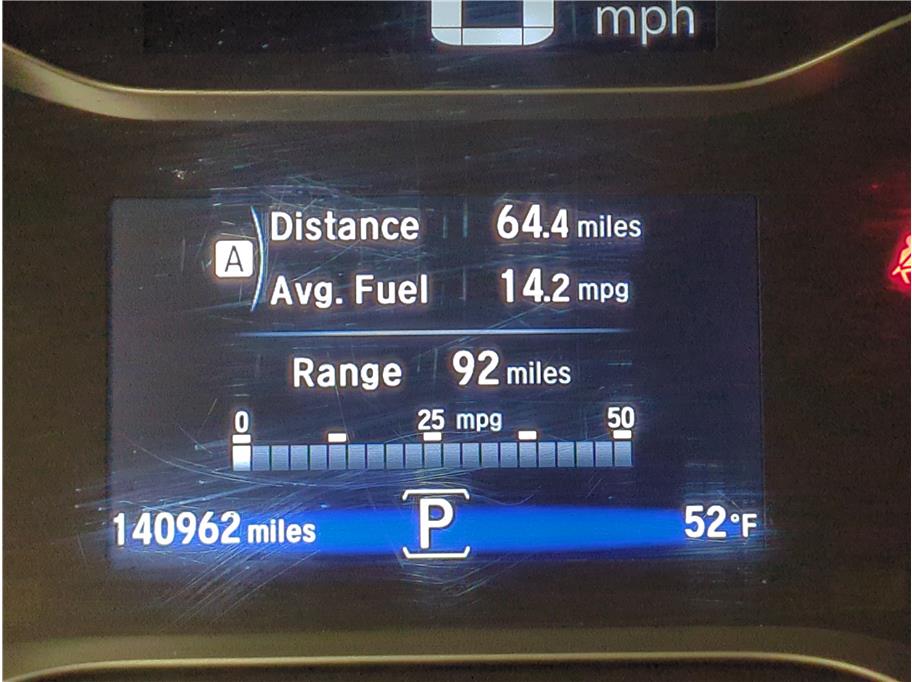 mph
Distance 64.4 miles
A
Avg. Fuel 14.2 mpg
Range 92 miles
0 25 mpg 50
140962 miles P 52°F